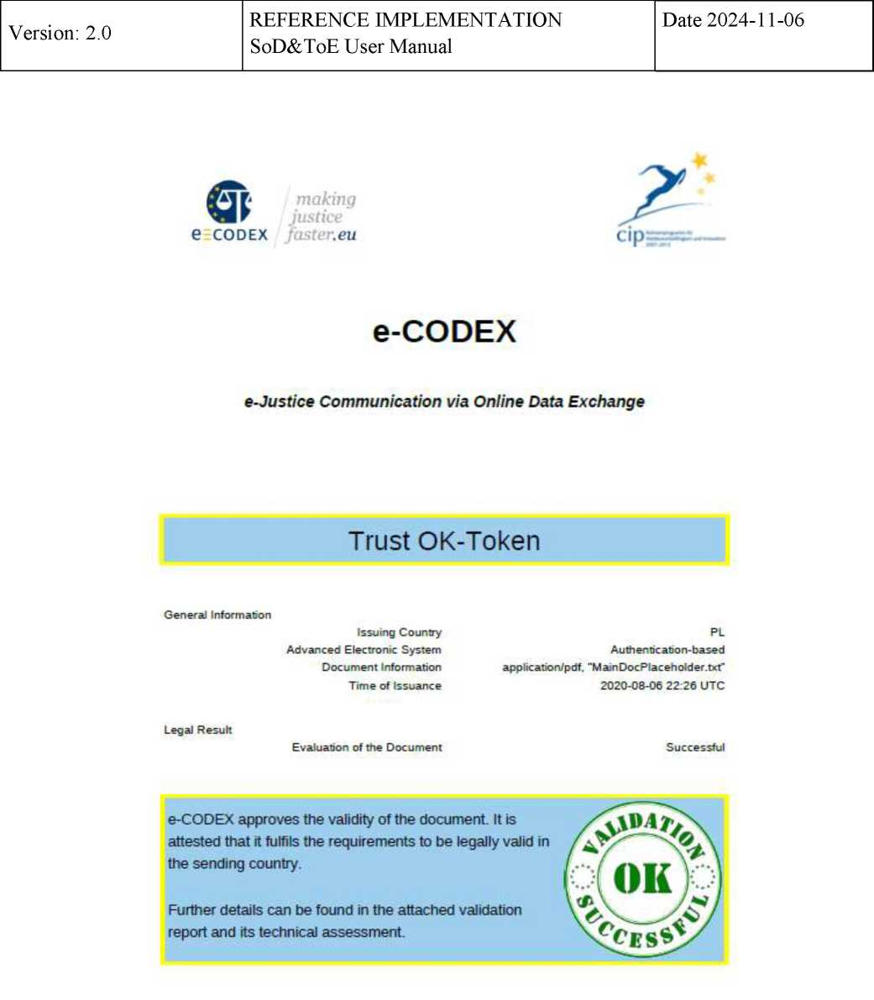 Version: 2.0
REFERENCE IMPLEMENTATION
SoD&ToE User Manual
Date 2024-11-06
e-CODEX
making
justice
faster.eu
cip
e-CODEX
e-Justice Communication via Online Data Exchange
Trust OK-Token
General Information
Issuing Country PL
Advanced Electronic System Authentication-based
Document Information application/pdf, "MainDocPlaceholder.txt"
Time of Issuance 2020-08-06 22:26 UTC
Legal Result
Evaluation of the Document Successful
e-CODEX approves the validity of the document. It is
attested that it fulfils the requirements to be legally valid in
the sending country.
Further details can be found in the attached validation
report and its technical assessment.
VALIDATION
OK
SUCCESSFUL